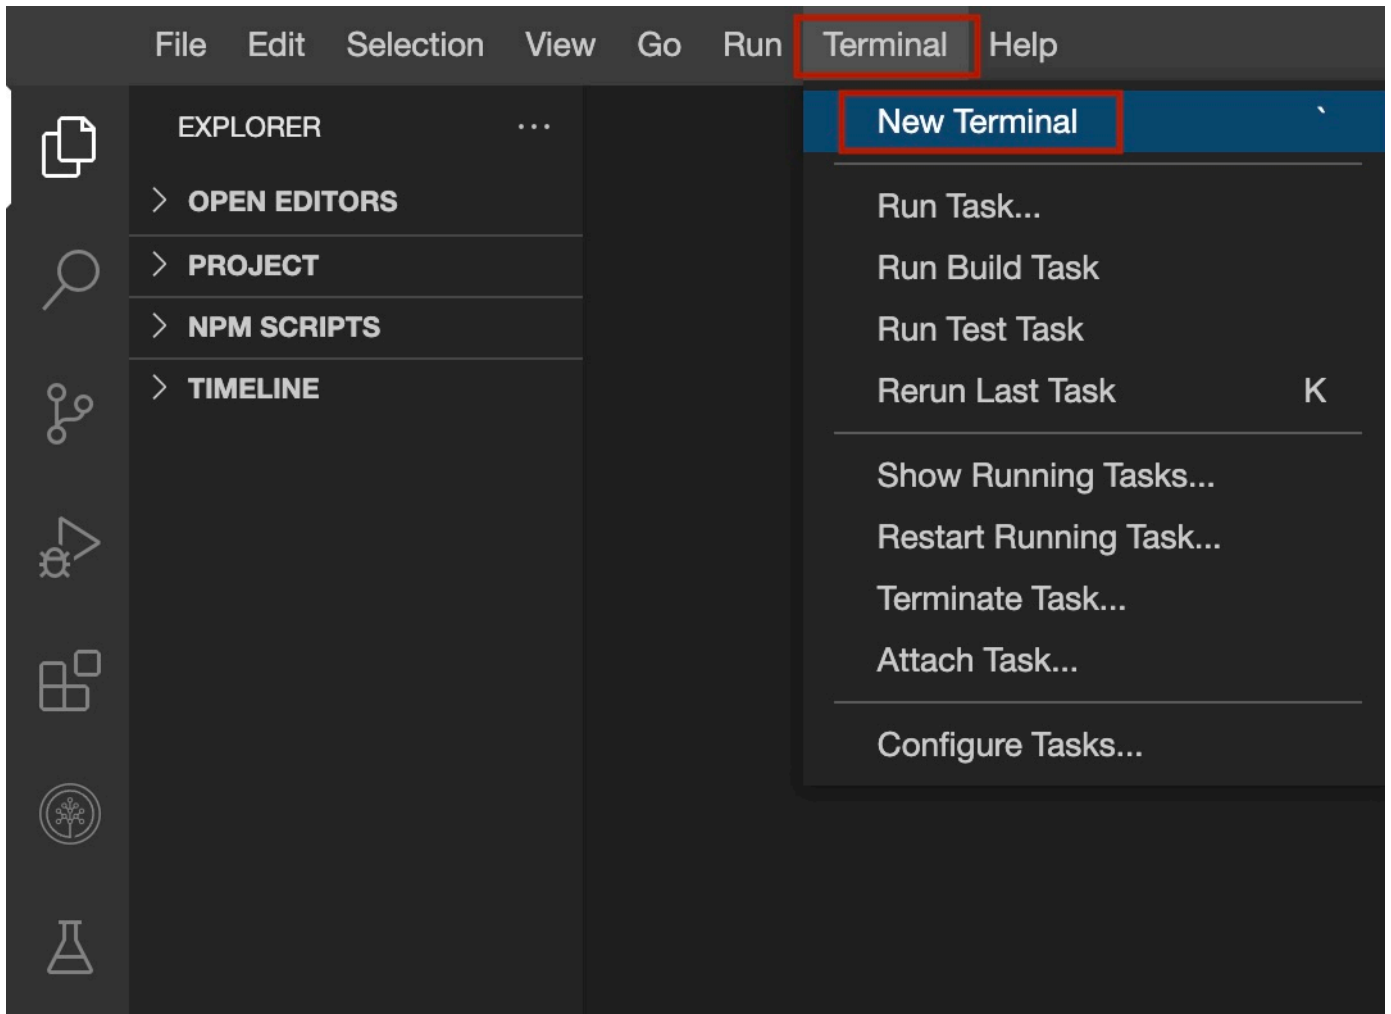 File Edit Selection View Go Run Terminal Help
EXPLORER ...
OPEN EDITORS
PROJECT
NPM SCRIPTS
TIMELINE
New Terminal `
Run Task...
Run Build Task
Run Test Task
Rerun Last Task K
Show Running Tasks...
Restart Running Task...
Terminate Task...
Attach Task...
Configure Tasks...